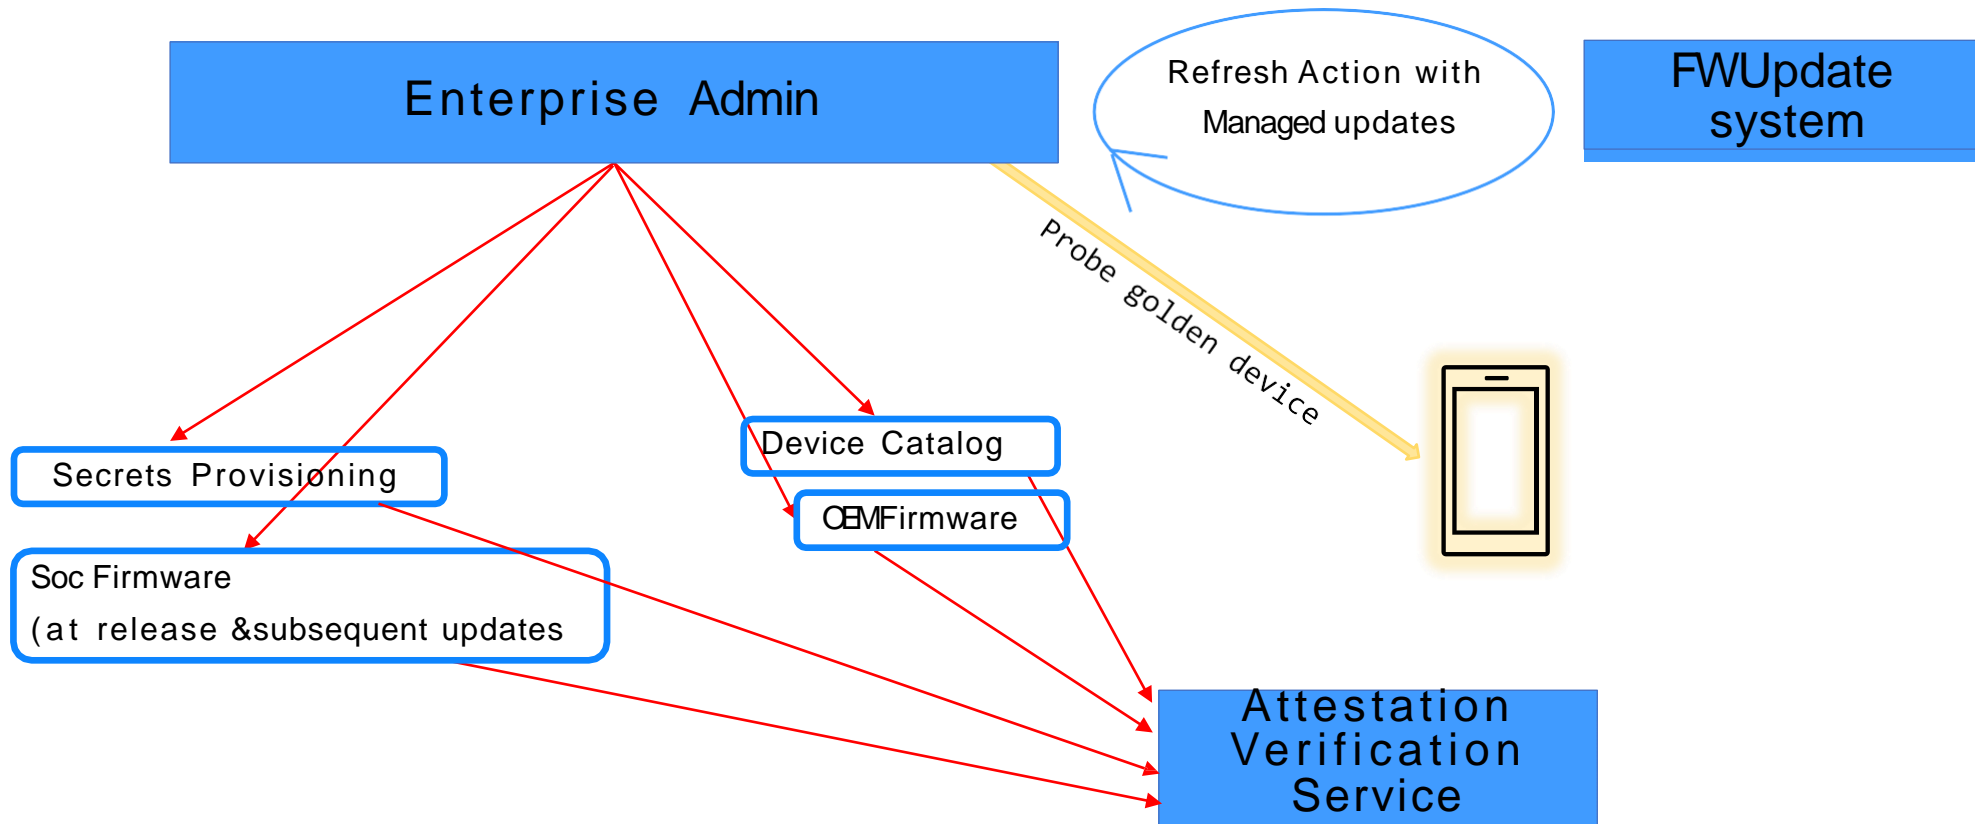 Enterprise Admin
Refresh Action with
Managed updates
FWUpdate
system
Probe golden device
Device Catalog
Secrets Provisioning
OEMFirmware
Soc Firmware
(at release &subsequent updates
Attestation
Verification
Service